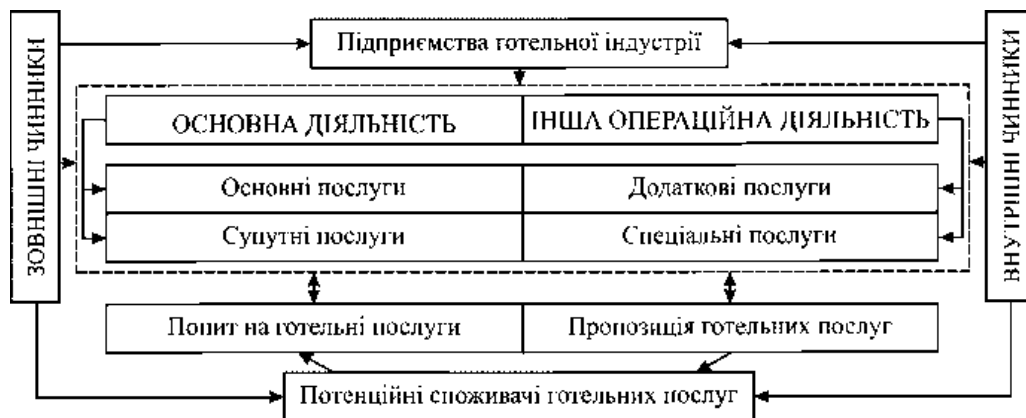 ЗОВНІШНІ ЧИННИКИ
Підприємства готельної індустрії
ВНУТРІШНІ ЧИННИКИ
ОСНОВНА ДІЯЛЬНІСТЬ
ІНША ОПЕРАЦІЙНА ДІЯЛЬНІСТЬ
Основні послуги
Додаткові послуги
Супутні послуги
Спеціальні послуги
Попит на готельні послуги
Пропозиція готельних послуг
Потенційні споживачі готельних послуг